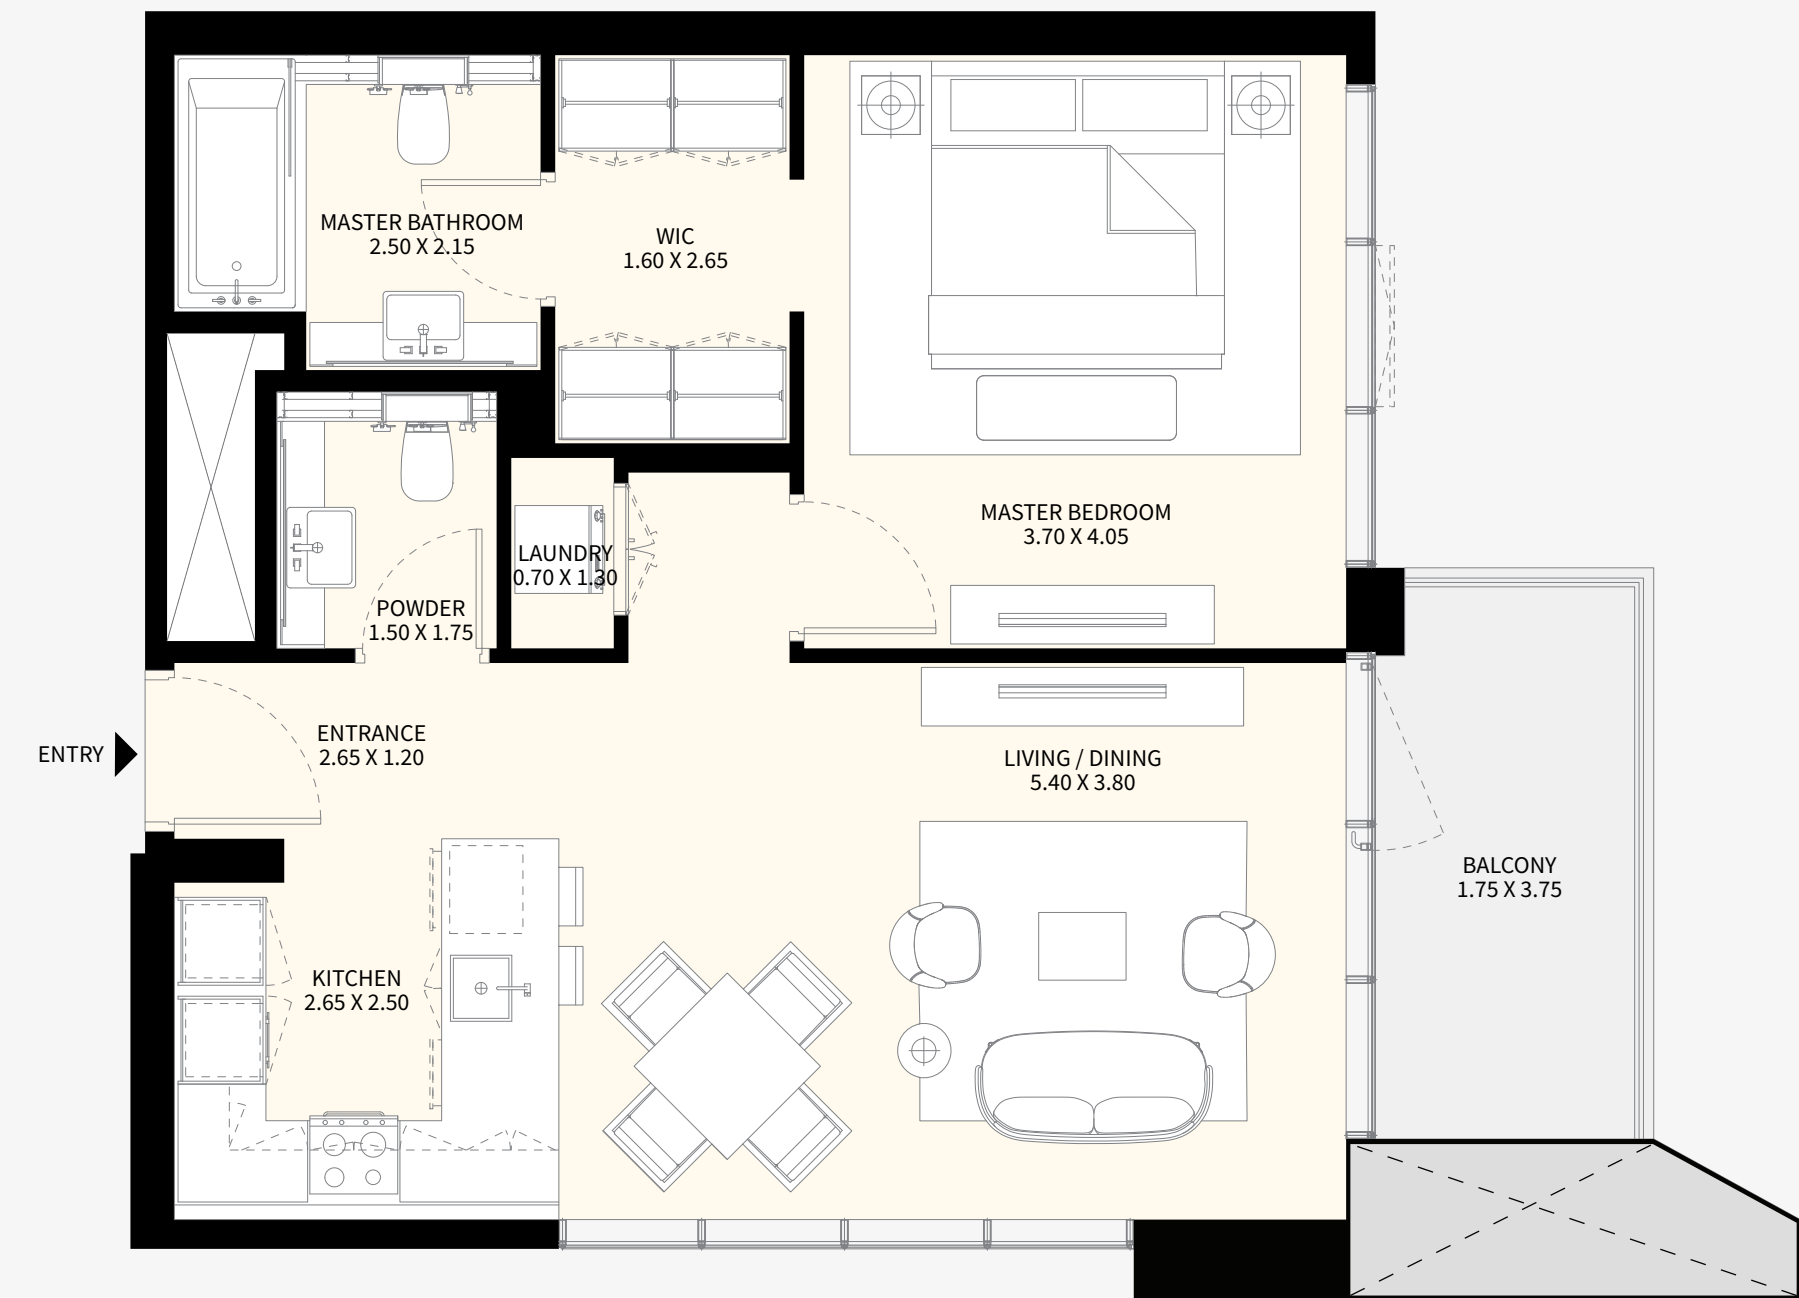 MASTER BATHROOM
2.50 X 2.15
WIC
1.60 X 2.65
MASTER BEDROOM
3.70 X 4.05
LAUNDRY
0.70 X 1.30
POWDER
1.50 X 1.75
ENTRY
ENTRANCE
2.65 X 1.20
LIVING / DINING
5.40 X 3.80
BALCONY
1.75 X 3.75
KITCHEN
2.65 X 2.50